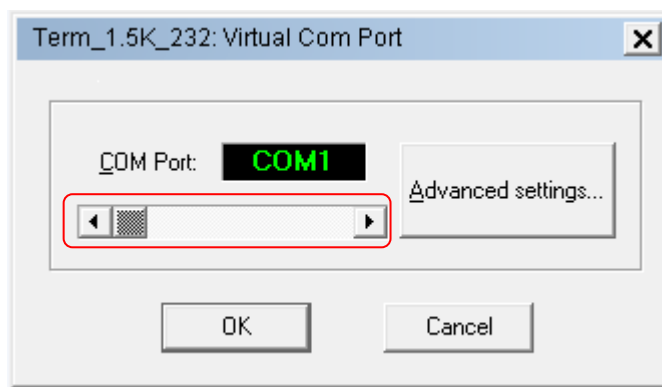 Term_1.5K_232: Virtual Com Port
COM Port:
COM1
Advanced settings...
OK
Cancel